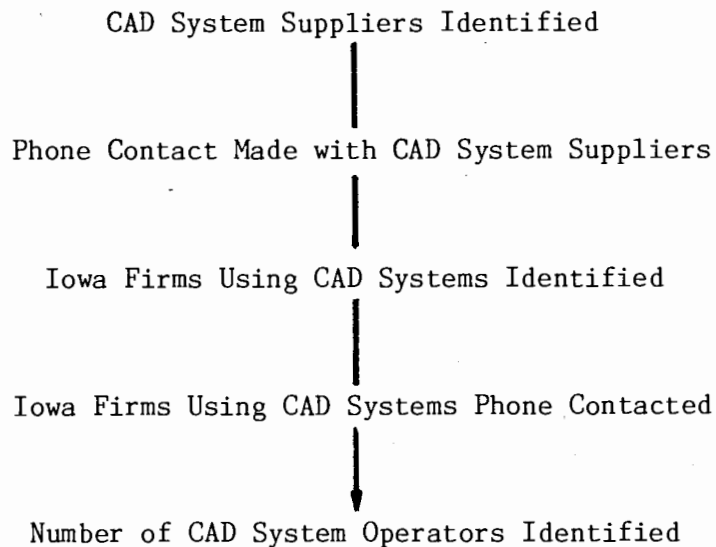 CAD System Suppliers Identified
Phone Contact Made with CAD System Suppliers
Iowa Firms Using CAD Systems Identified
Iowa Firms Using CAD Systems Phone Contacted
Number of CAD System Operators Identified